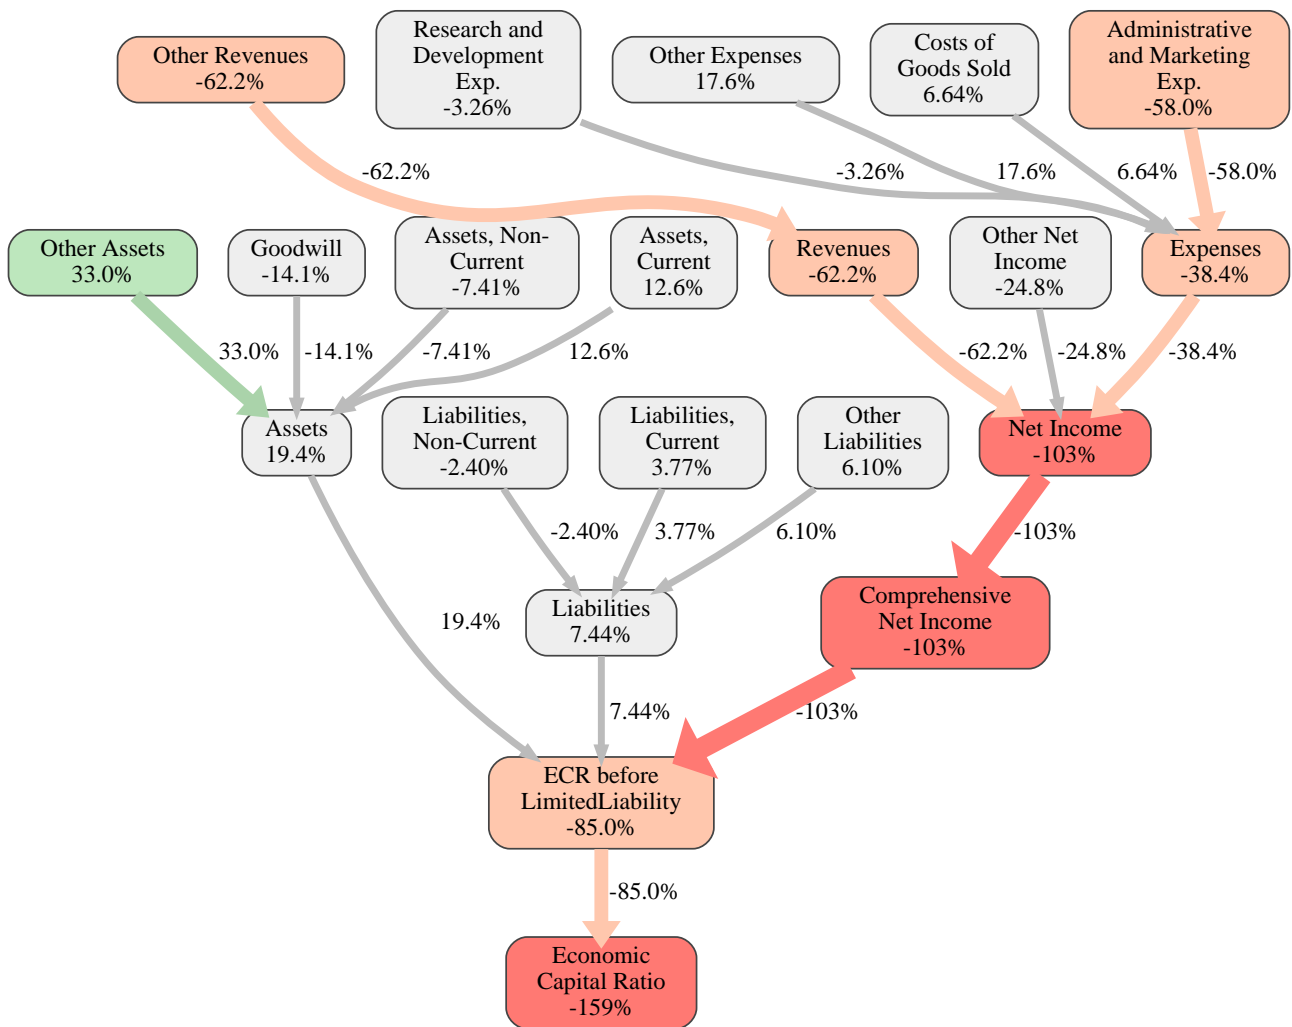 Other Revenues
-62.2%
Research and
Development
Exp.
-3.26%
Other Expenses
17.6%
Costs of
Goods Sold
6.64%
Administrative
and Marketing
Exp.
-58.0%
-62.2%
-3.26%
17.6%
6.64%
-58.0%
Other Assets
33.0%
Goodwill
-14.1%
Assets, Non-
Current
-7.41%
Assets,
Current
12.6%
Revenues
-62.2%
Other Net
Income
-24.8%
Expenses
-38.4%
33.0%
-14.1%
-7.41%
12.6%
-62.2%
-24.8%
-38.4%
Assets
19.4%
Liabilities,
Non-Current
-2.40%
Liabilities,
Current
3.77%
Other
Liabilities
6.10%
Net Income
-103%
-2.40%
3.77%
6.10%
-103%
19.4%
Liabilities
7.44%
Comprehensive
Net Income
-103%
7.44%
-103%
ECR before
LimitedLiability
-85.0%
-85.0%
Economic
Capital Ratio
-159%